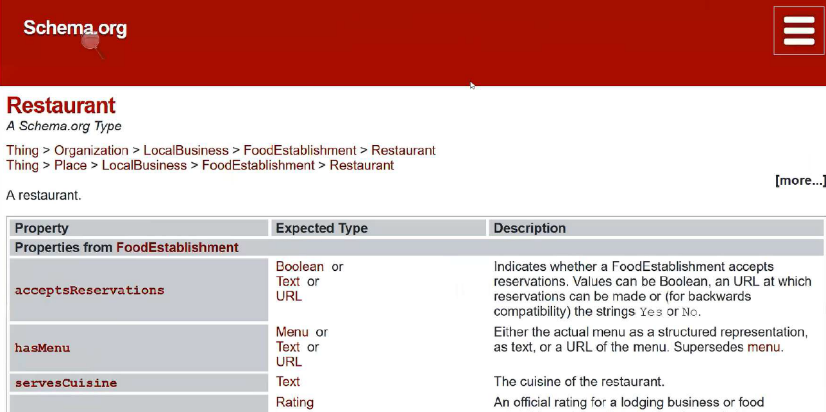 Schema.org
Restaurant
A Schema.org Type
Thing > Organization > LocalBusiness > FoodEstablishment > Restaurant
Thing > Place > LocalBusiness > FoodEstablishment > Restaurant
[more...]
A restaurant.
Property Expected Type Description
Properties from FoodEstablishment
acceptsReservations
Boolean or
Text or
URL
Indicates whether a FoodEstablishment accepts
reservations. Values can be Boolean, an URL at which
reservations can be made or (for backwards
compatibility) the strings Yes or No.
hasMenu
Menu or
Text or
URL
Either the actual menu as a structured representation,
as text, or a URL of the menu. Supersedes menu.
servesCuisine Text The cuisine of the restaurant.
Rating An official rating for a lodging business or food